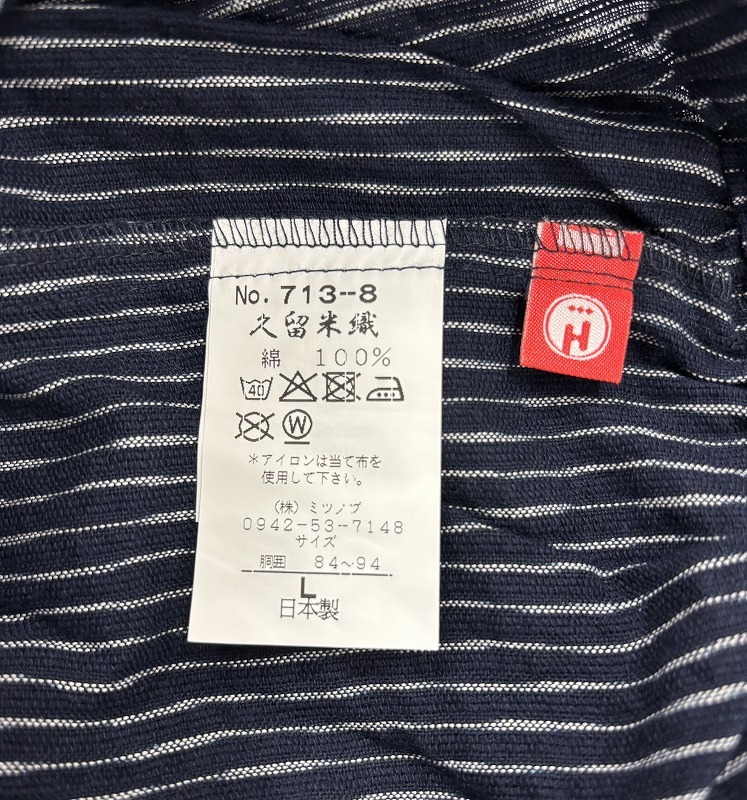 No. 713--8
久留米織
綿 100%
40
W
*アイロンは当て布を
使用して下さい。
(株) ミツノブ
0942-53--7148
サイズ
胴囲 84~94
L
日本製
H